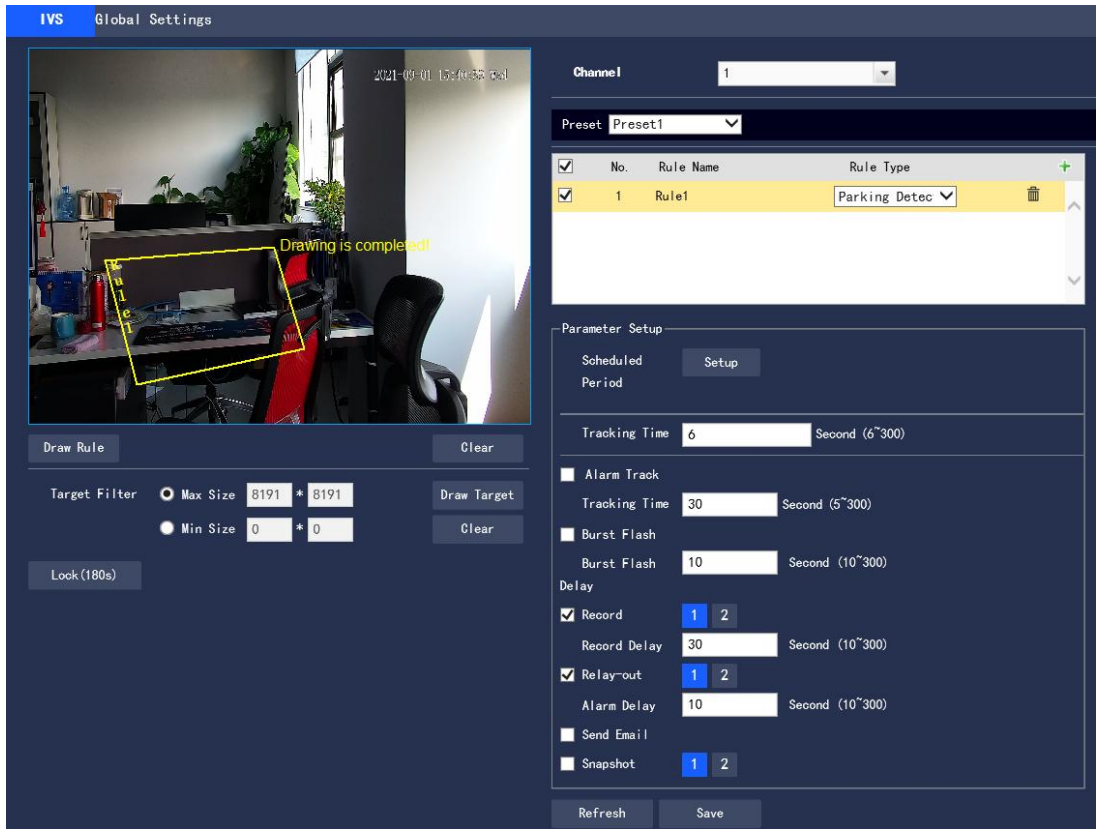 IVS Global Settings
2021-09-01
Drawing is completed!
Rule1
Draw Rule Clear
Target Filter Max Size 8191 * 8191 Draw Target
Min Size 0 * 0 Clear
Lock(180s)
Channel 1
Preset Preset1
No. Rule Name Rule Type +
1 Rule1 Parking Detec
Parameter Setup
Scheduled
Period
Setup
Tracking Time 6 Second (6~300)
Alarm Track
Tracking Time 30 Second (5~300)
Burst Flash
Burst Flash 10 Second (10~300)
Delay
Record 1 2
Record Delay 30 Second (10~300)
Relay-out 1 2
Alarm Delay 10 Second (10~300)
Send Email
Snapshot 1 2
Refresh Save